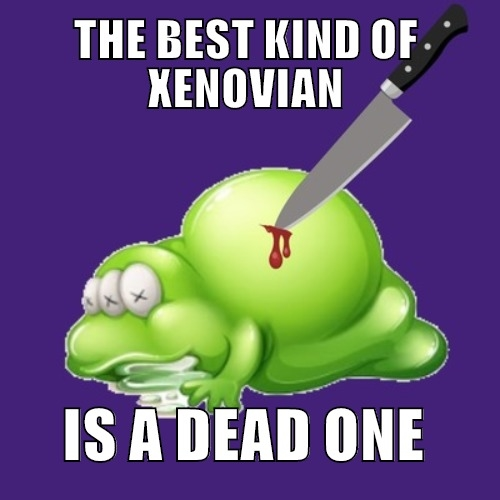 THE BEST KIND OF
XENOVIAN
IS A DEAD ONE